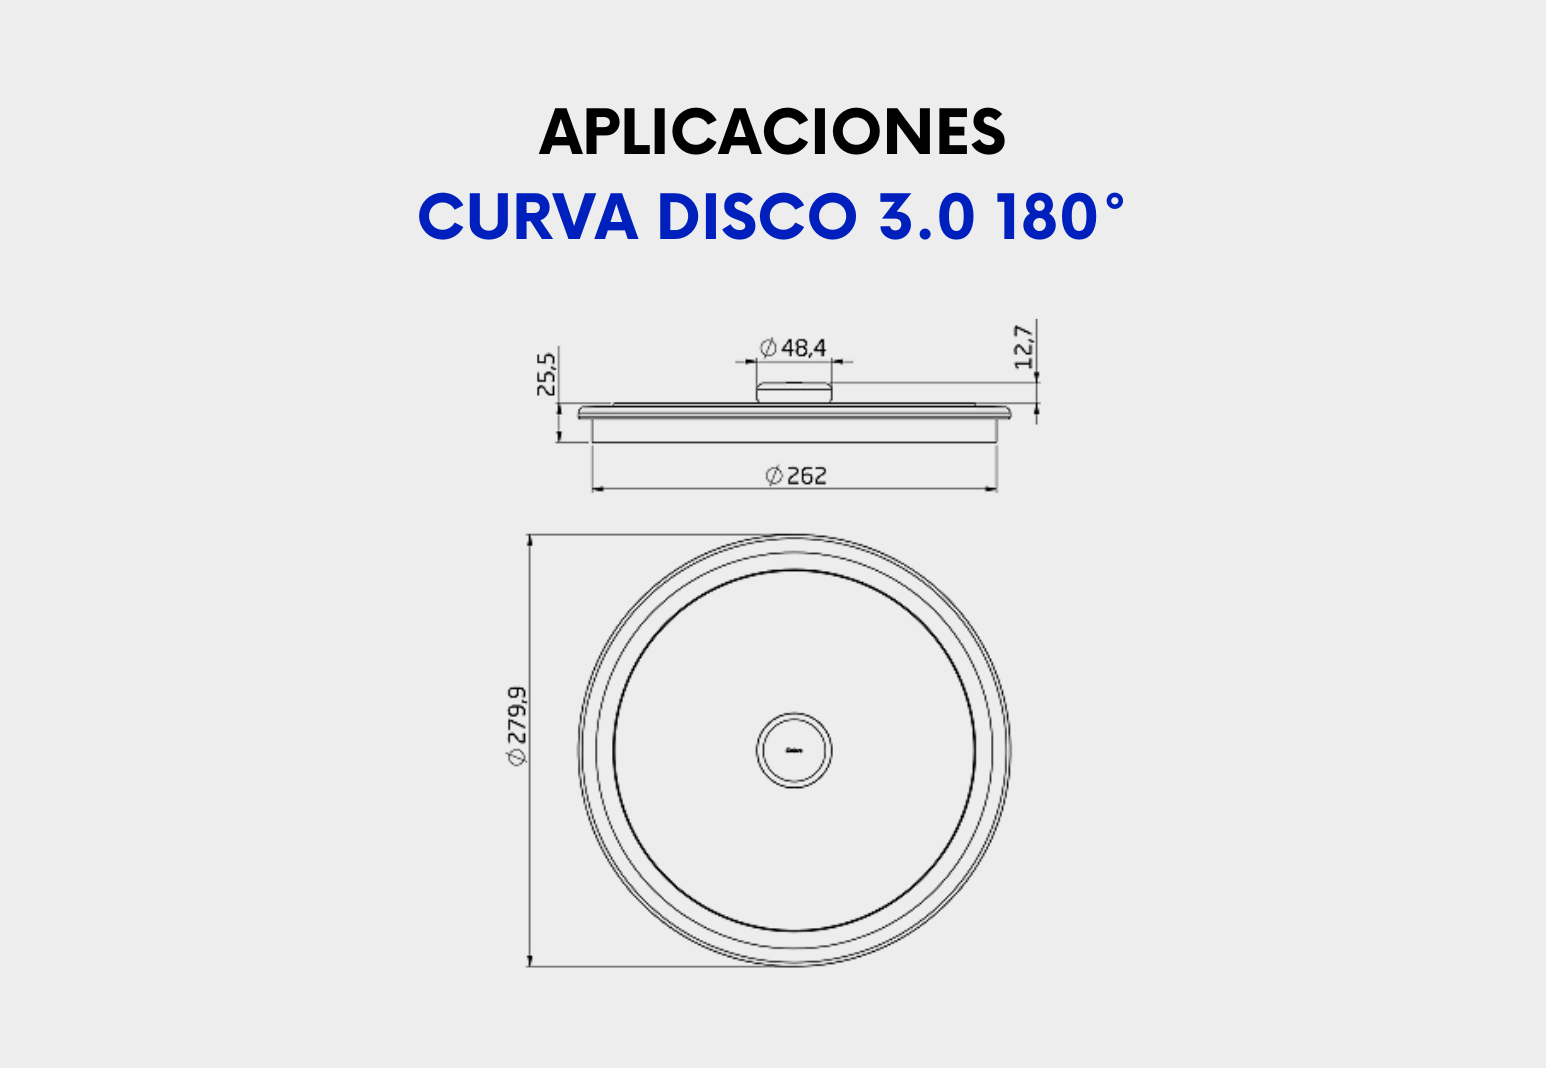 APLICACIONES
CURVA DISCO 3.0 180°
25,5
∅48,4
12,7
∅262
∅279,9